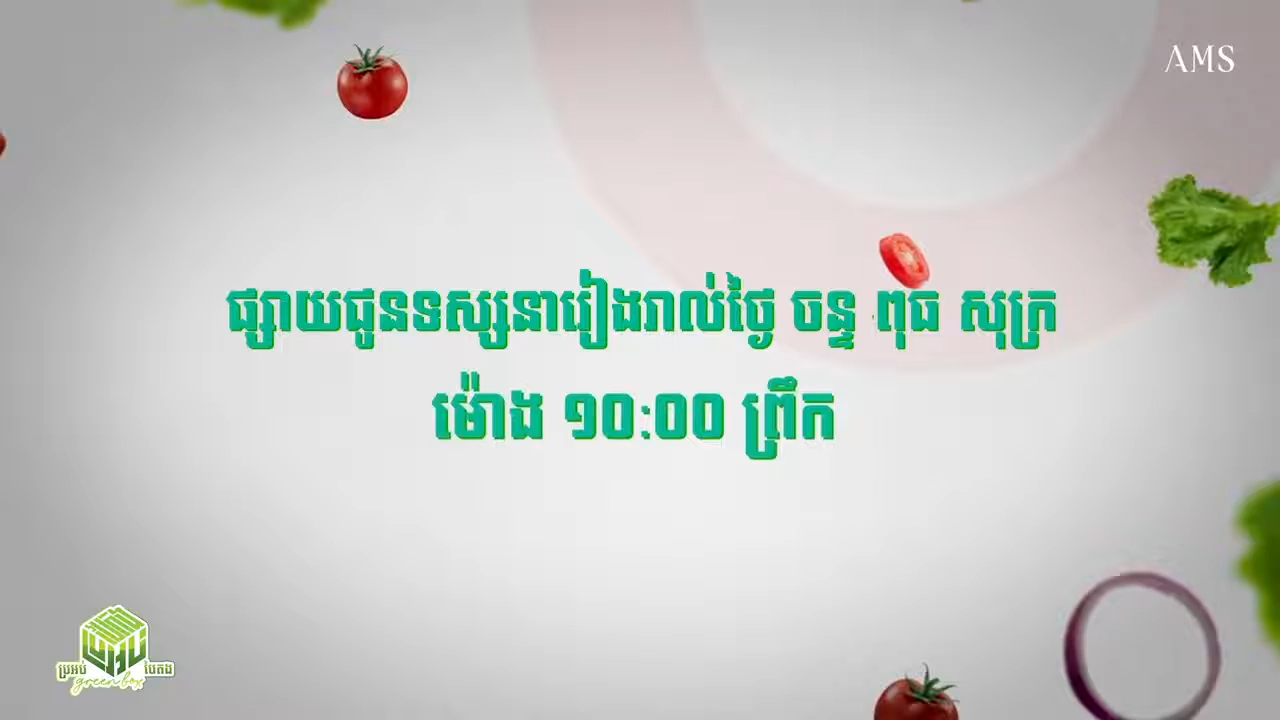 AMS
ផ្សាយជូនទស្សនារៀងរាល់ថ្ងៃ ចន្ទ ពុធ សុក្រ
ម៉ោង ១០:០០ ព្រឹក
ប្រអប់ បៃតង
green box